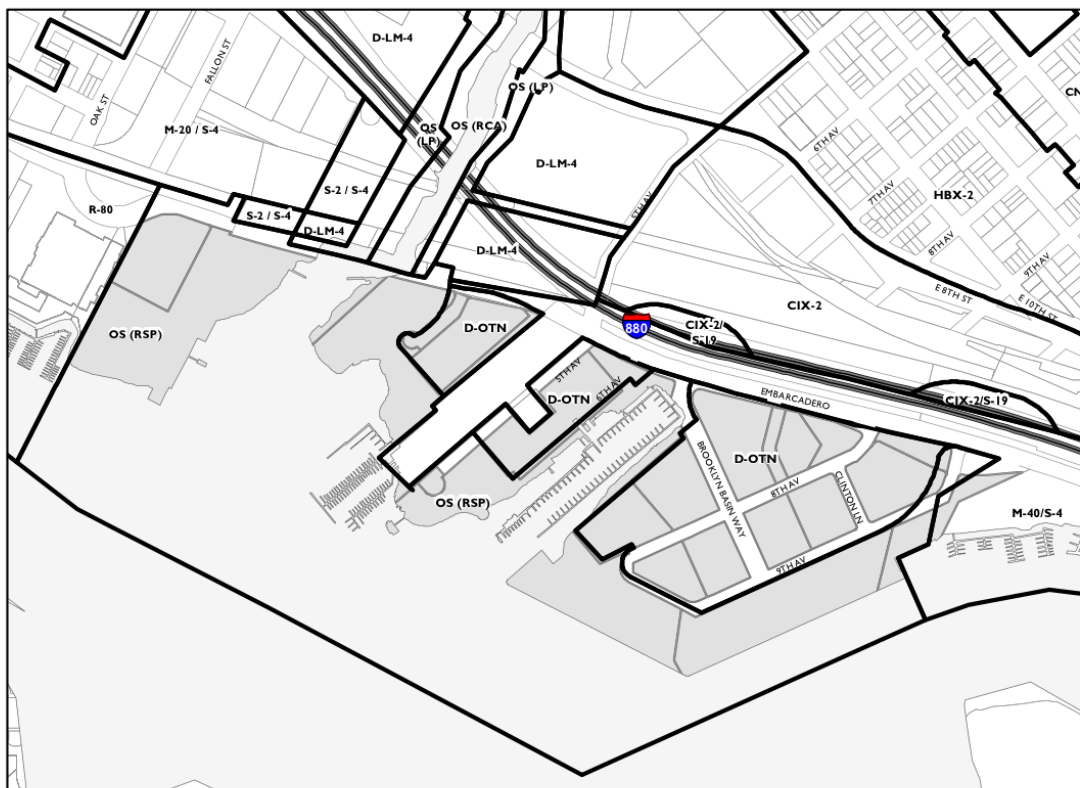 D-LM-4
FALLON ST
OAK ST
M-20 / S-4
OS
(LP)
OS (RCA)
OS (LP)
D-LM-4
S-2 / S-4
S-2 / S-4
D-LM-4
R-80
D-LM-4
5TH AV
6TH AV
7TH AV
8TH AV
9TH AV
HBX-2
CN
E 8TH ST
E 10TH ST
CIX-2
CIX-2/
S-19
880
CIX-2/S-19
EMBARCADERO
OS (RSP)
D-OTN
5TH AV
6TH AV
D-OTN
OS (RSP)
D-OTN
BROOKLYN BASIN WAY
8TH AV
CLINTON LN
9TH AV
M-40/S-4